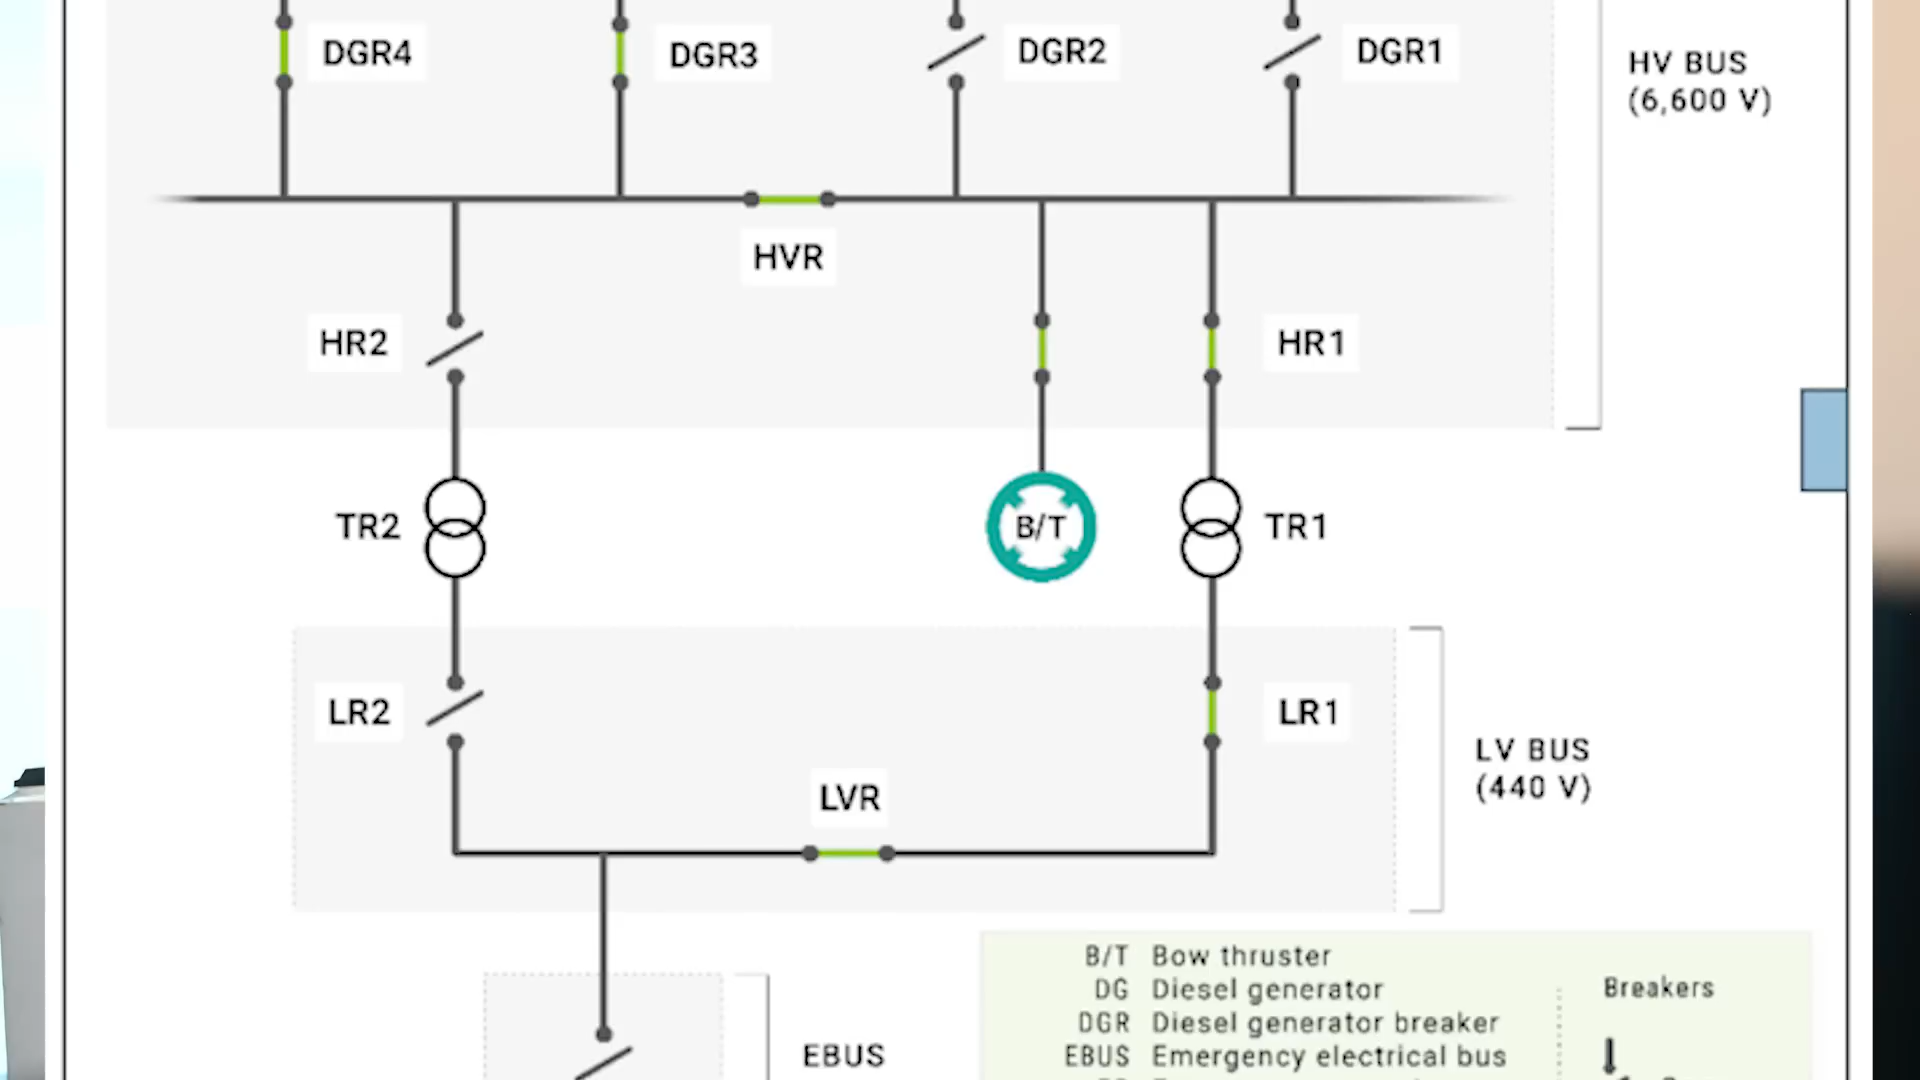 DGR4
DGR3
DGR2
DGR1
HV BUS
(6,600 V)
HVR
HR2
HR1
TR2
B/T
TR1
LR2
LR1
LVR
LV BUS
(440 V)
EBUS
B/T Bow thruster
DG Diesel generator
DGR Diesel generator breaker
EBUS Emergency electrical bus
Breakers